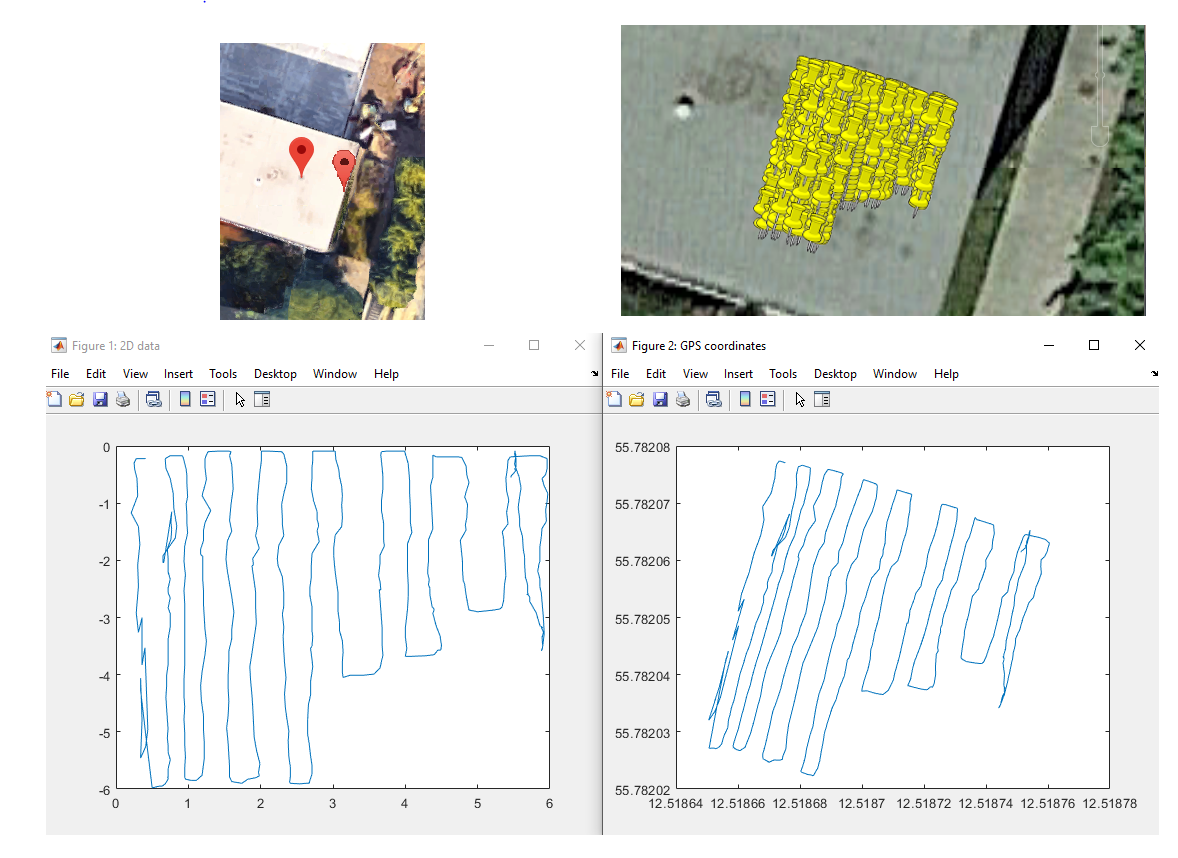 Figure 1: 2D data
File Edit View Insert Tools Desktop Window Help
0
-1
-2
-3
-4
-5
-6
0 1 2 3 4 5 6
Figure 2: GPS coordinates
File Edit View Insert Tools Desktop Window Help
55.78208
55.78207
55.78206
55.78205
55.78204
55.78203
55.78202
12.51864 12.51866 12.51868 12.5187 12.51872 12.51874 12.51876 12.51878